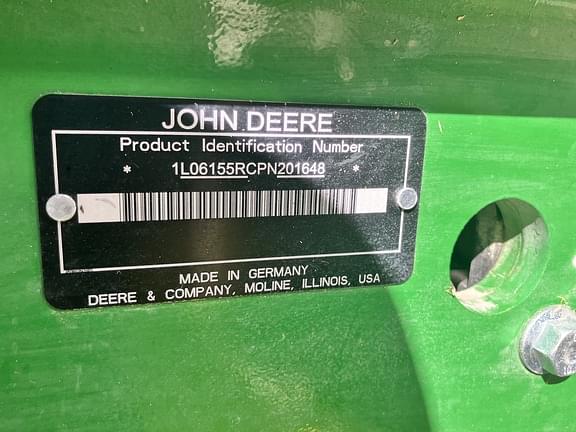 JOHN DEERE
Product Identification Number
* 1L06155RCPN201648 *
MADE IN GERMANY
DEERE & COMPANY, MOLINE, ILLINOIS, USA